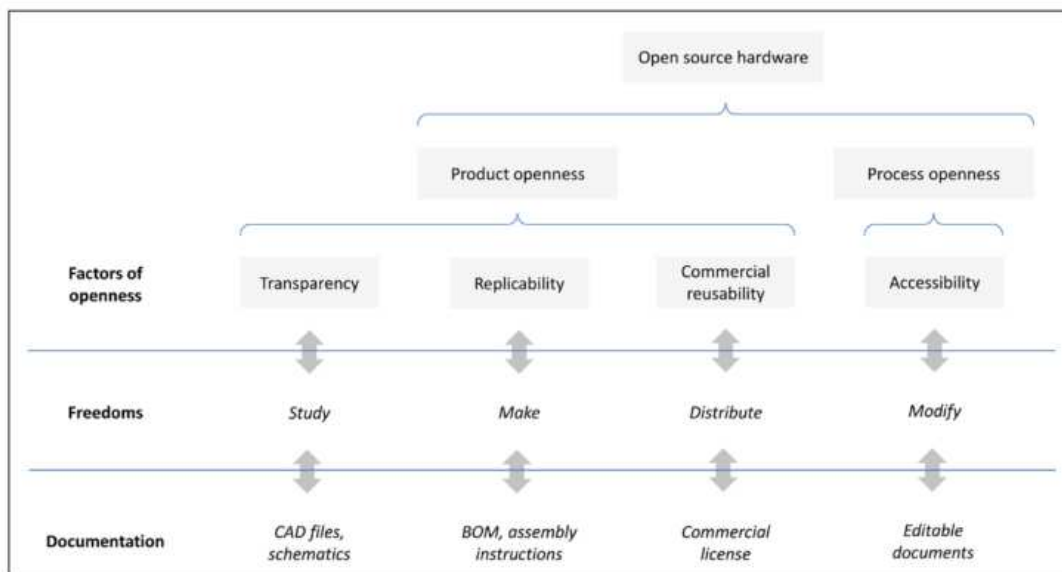 Open source hardware
Product openness
Process openness
Factors of
openness
Transparency
Replicability
Commercial
reusability
Accessibility
Freedoms
Study
Make
Distribute
Modify
Documentation
CAD files,
schematics
BOM, assembly
instructions
Commercial
license
Editable
documents